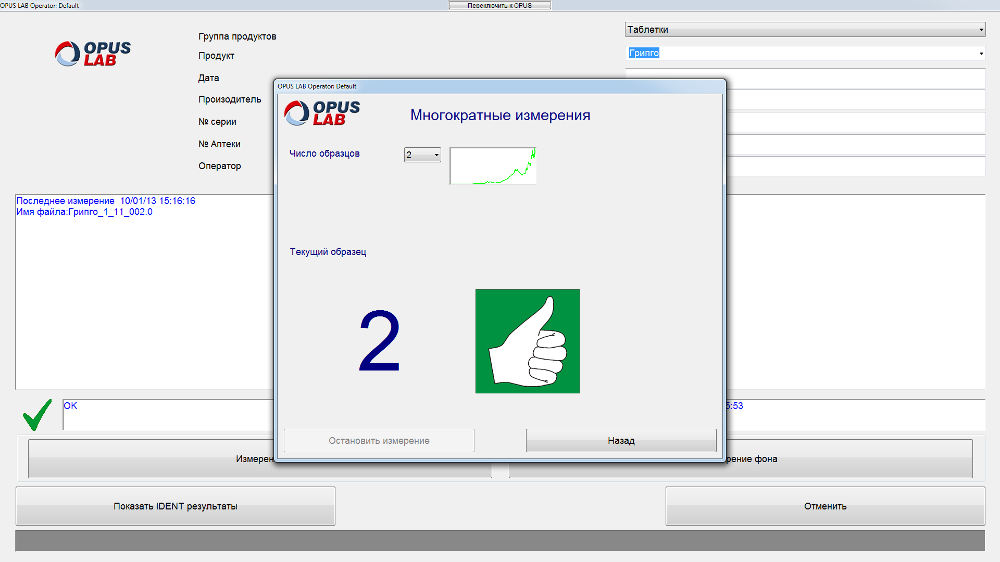 OPUS LAB Operator: Default
Переключить к OPUS
OPUS
LAB
Группа продуктов
Таблетки
Продукт
Грипго
Дата
Произодитель
№ серии
№ Аптеки
Оператор
OPUS LAB Operator: Default
OPUS
LAB
Многократные измерения
Число образцов
2
Текущий образец
2
Остановить измерение
Назад
Последнее измерение 10/01/13 15:16:16
Имя файла:Грипго_1_11_002.0
OK
5:53
Измерен
рение фона
Показать IDENT результаты
Отменить